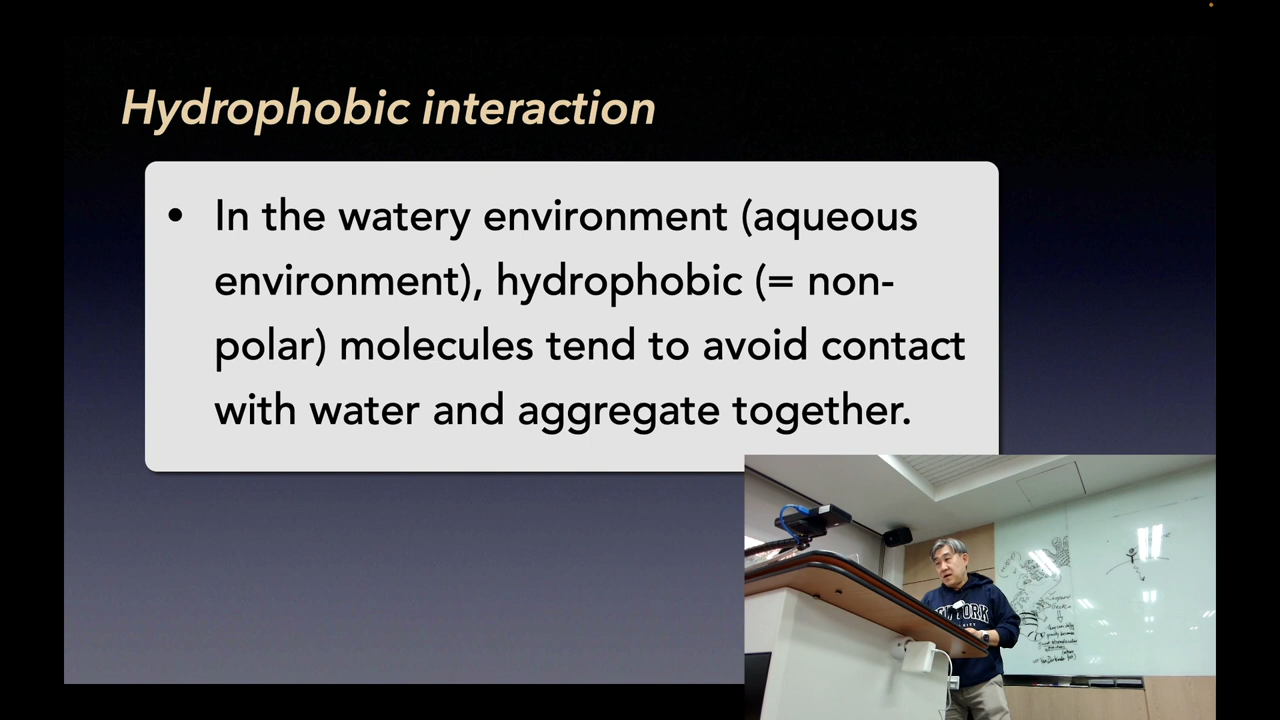 Hydrophobic interaction
• In the watery environment (aqueous
environment), hydrophobic (= non-
polar) molecules tend to avoid contact
with water and aggregate together.